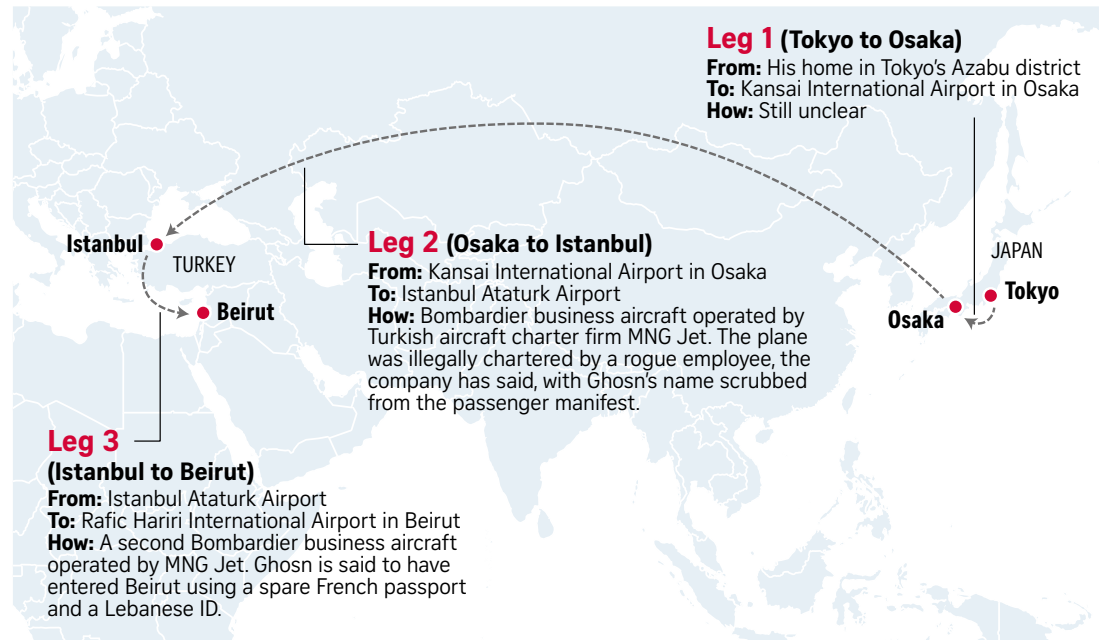 Leg 1 (Tokyo to Osaka)
From: His home in Tokyo's Azabu district
To: Kansai International Airport in Osaka
How: Still unclear
Istanbul
TURKEY
Beirut
JAPAN
Tokyo
Osaka
Leg 2 (Osaka to Istanbul)
From: Kansai International Airport in Osaka
To: Istanbul Ataturk Airport
How: Bombardier business aircraft operated by
Turkish aircraft charter firm MNG Jet. The plane
was illegally chartered by a rogue employee, the
company has said, with Ghosn's name scrubbed
from the passenger manifest.
Leg 3
(Istanbul to Beirut)
From: Istanbul Ataturk Airport
To: Rafic Hariri International Airport in Beirut
How: A second Bombardier business aircraft
operated by MNG Jet. Ghosn is said to have
entered Beirut using a spare French passport
and a Lebanese ID.